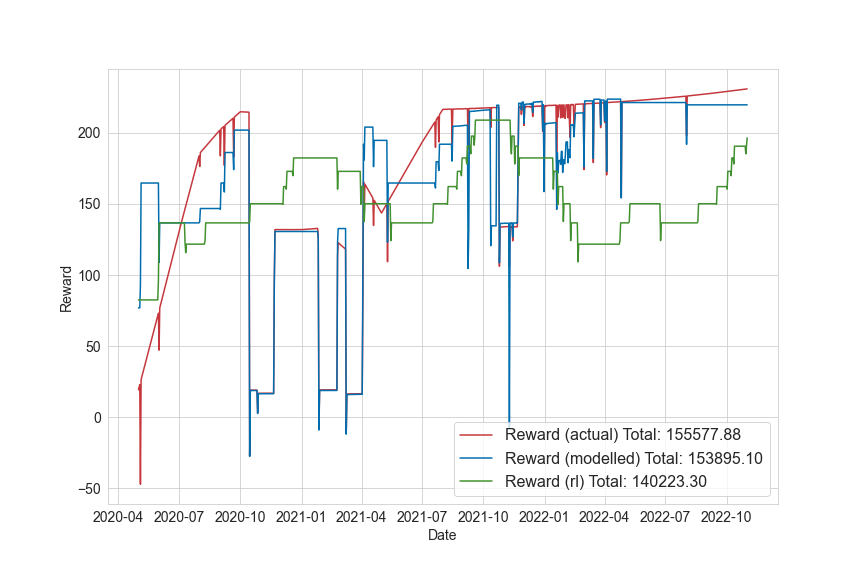 200
150
100
50
0
−50
Reward
Reward (actual) Total: 155577.88
Reward (modelled) Total: 153895.10
Reward (rl) Total: 140223.30
2020-04 2020-07 2020-10 2021-01 2021-04 2021-07 2021-10 2022-01 2022-04 2022-07 2022-10
Date